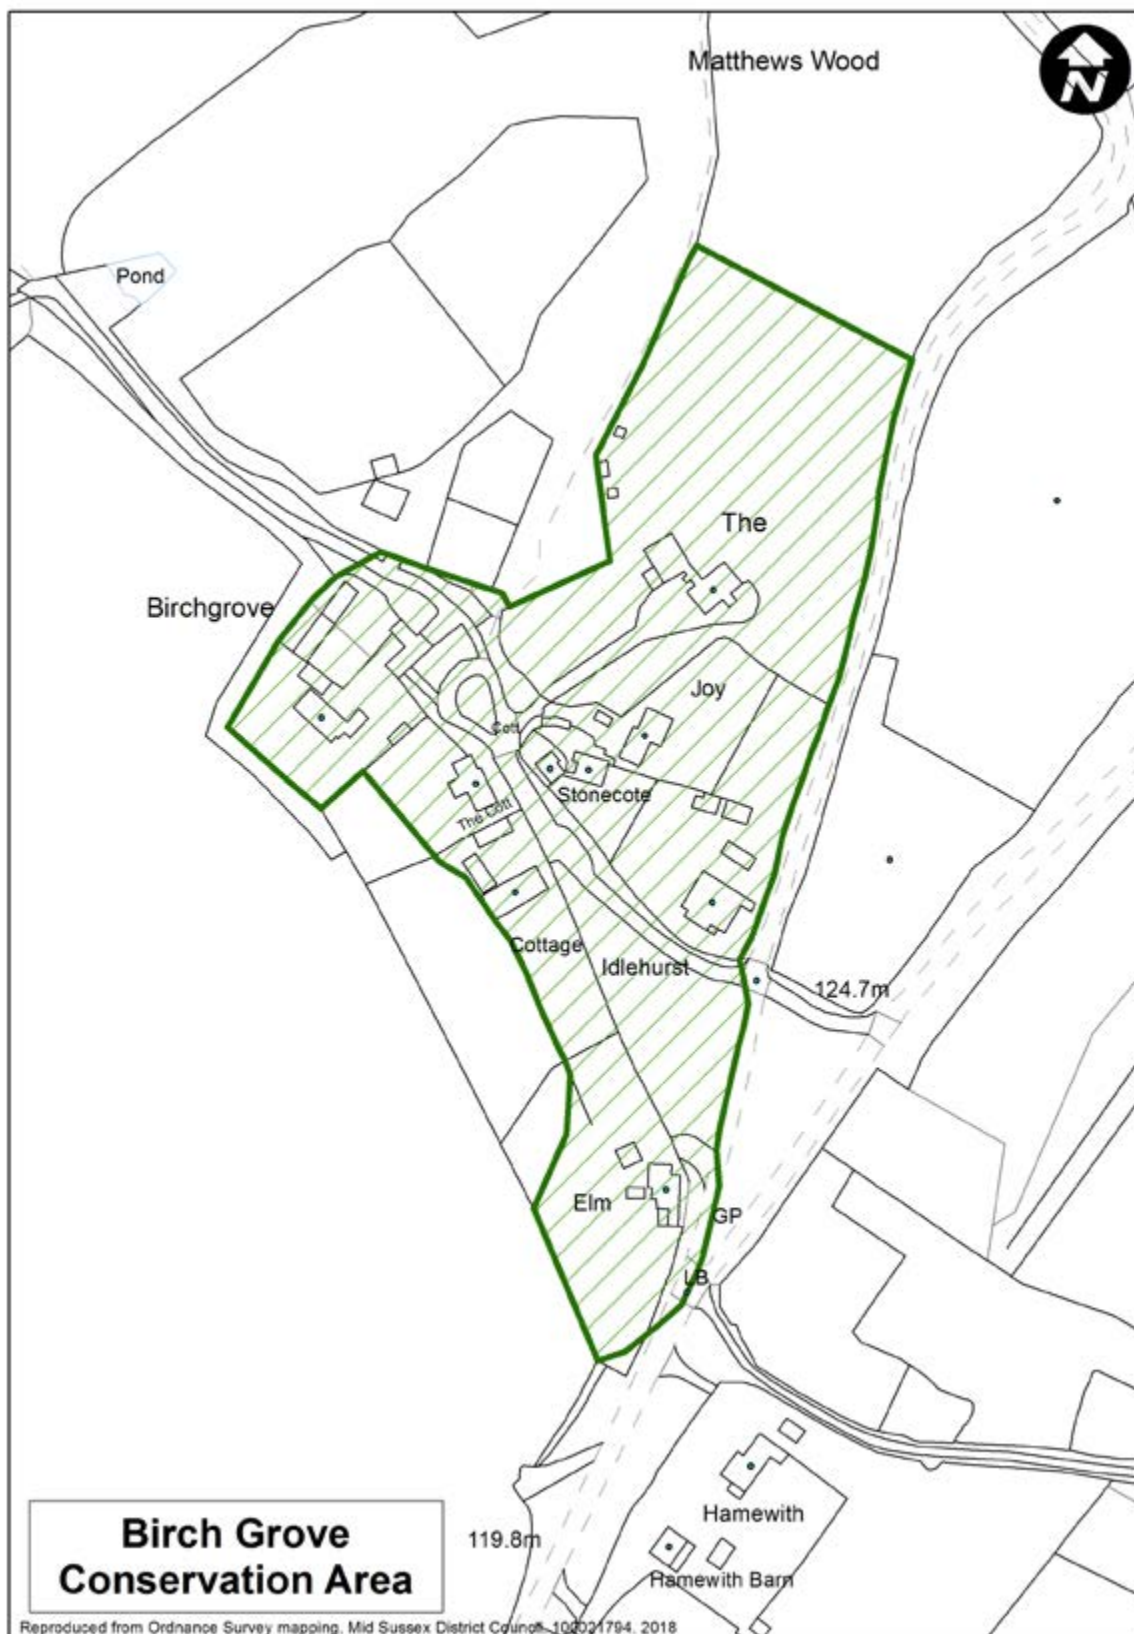 Matthews Wood
N
Pond
The
Birchgrove
Joy
Cott
Stonecote
The Cott
Cottage
Idlehurst
124.7m
Elm
GP
LB
Hamewith
119.8m
Hamewith Barn
Birch Grove
Conservation Area
Reproduced from Ordnance Survey mapping. Mid Sussex District Council. 100021794. 2018